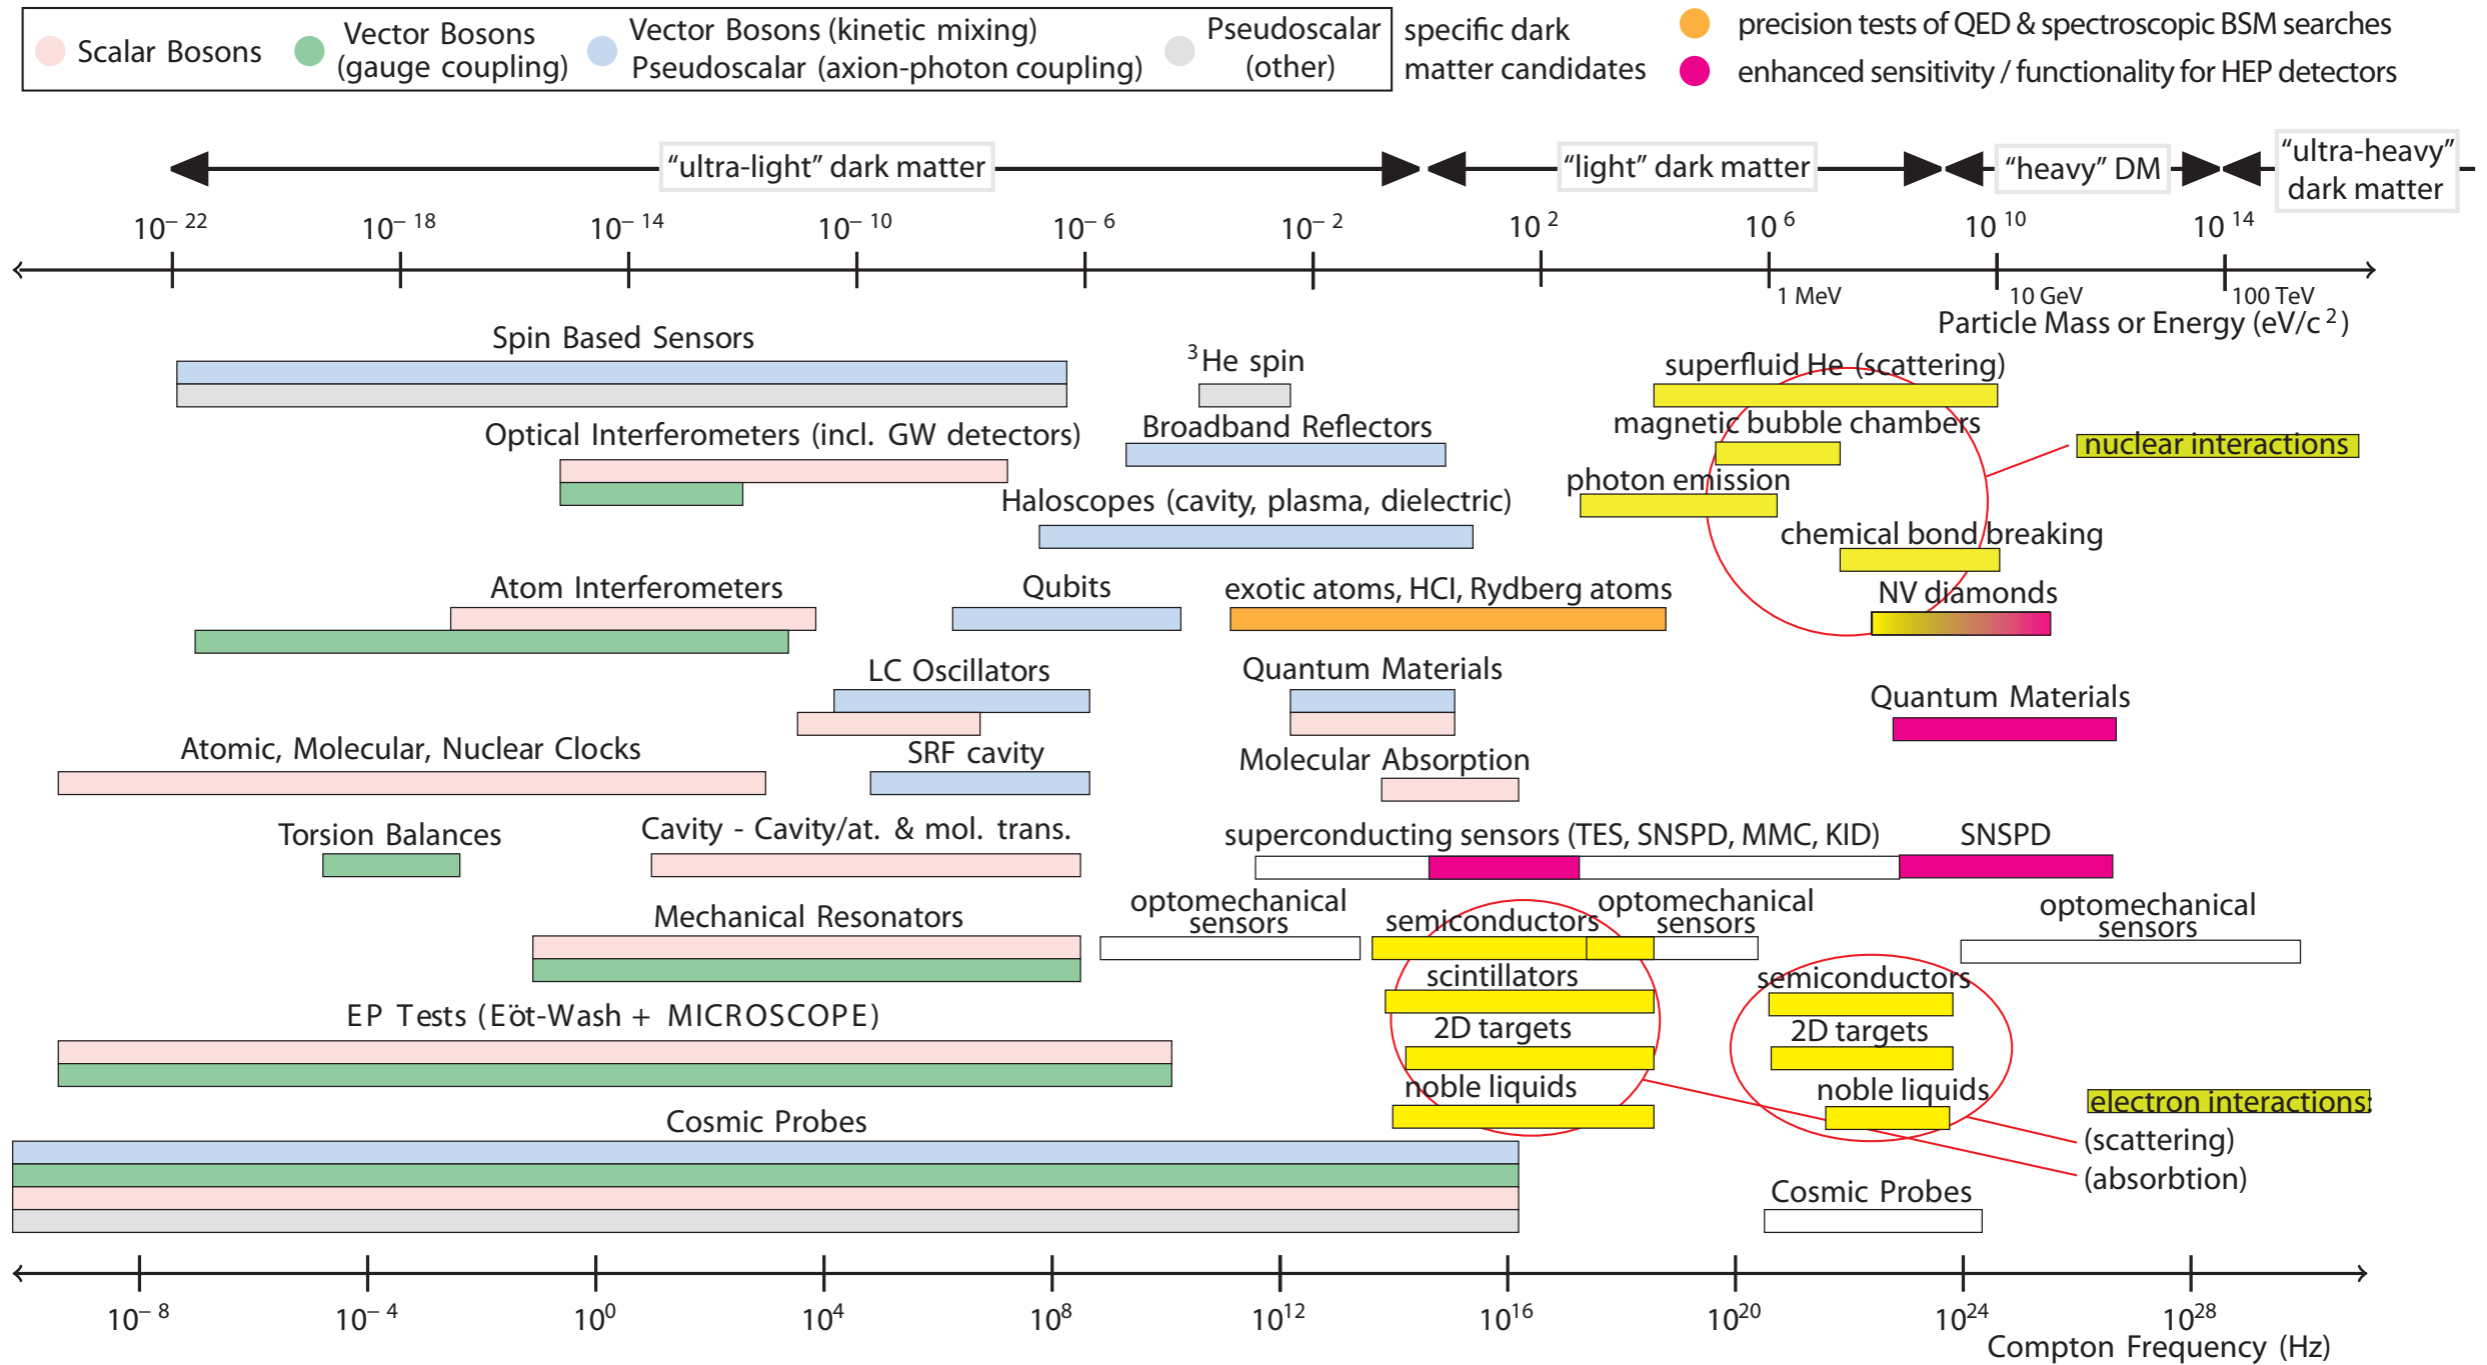 Scalar Bosons
Vector Bosons
(gauge coupling)
Vector Bosons (kinetic mixing)
Pseudoscalar (axion-photon coupling)
Pseudoscalar
(other)
specific dark
matter candidates
precision tests of QED & spectroscopic BSM searches
enhanced sensitivity / functionality for HEP detectors
“ultra-light” dark matter
“light” dark matter
“heavy” DM
“ultra-heavy”
dark matter
10⁻²² 10⁻¹⁸ 10⁻¹⁴ 10⁻¹⁰ 10⁻⁶ 10⁻² 10² 10⁶ 10¹⁰ 10¹⁴
1 MeV 10 GeV 100 TeV
Particle Mass or Energy (eV/c²)
Spin Based Sensors
³He spin
superfluid He (scattering)
Optical Interferometers (incl. GW detectors)
Broadband Reflectors
magnetic bubble chambers
nuclear interactions
photon emission
Haloscopes (cavity, plasma, dielectric)
chemical bond breaking
Atom Interferometers
Qubits
exotic atoms, HCI, Rydberg atoms
NV diamonds
LC Oscillators
Quantum Materials
Quantum Materials
Atomic, Molecular, Nuclear Clocks
SRF cavity
Molecular Absorption
Torsion Balances
Cavity - Cavity/at. & mol. trans.
superconducting sensors (TES, SNSPD, MMC, KID)
SNSPD
Mechanical Resonators
optomechanical
sensors
semiconductors
optomechanical
sensors
optomechanical
sensors
scintillators
semiconductors
EP Tests (Eöt-Wash + MICROSCOPE)
2D targets
2D targets
noble liquids
noble liquids
electron interactions:
(scattering)
(absorbtion)
Cosmic Probes
Cosmic Probes
10⁻⁸ 10⁻⁴ 10⁰ 10⁴ 10⁸ 10¹² 10¹⁶ 10²⁰ 10²⁴ 10²⁸
Compton Frequency (Hz)